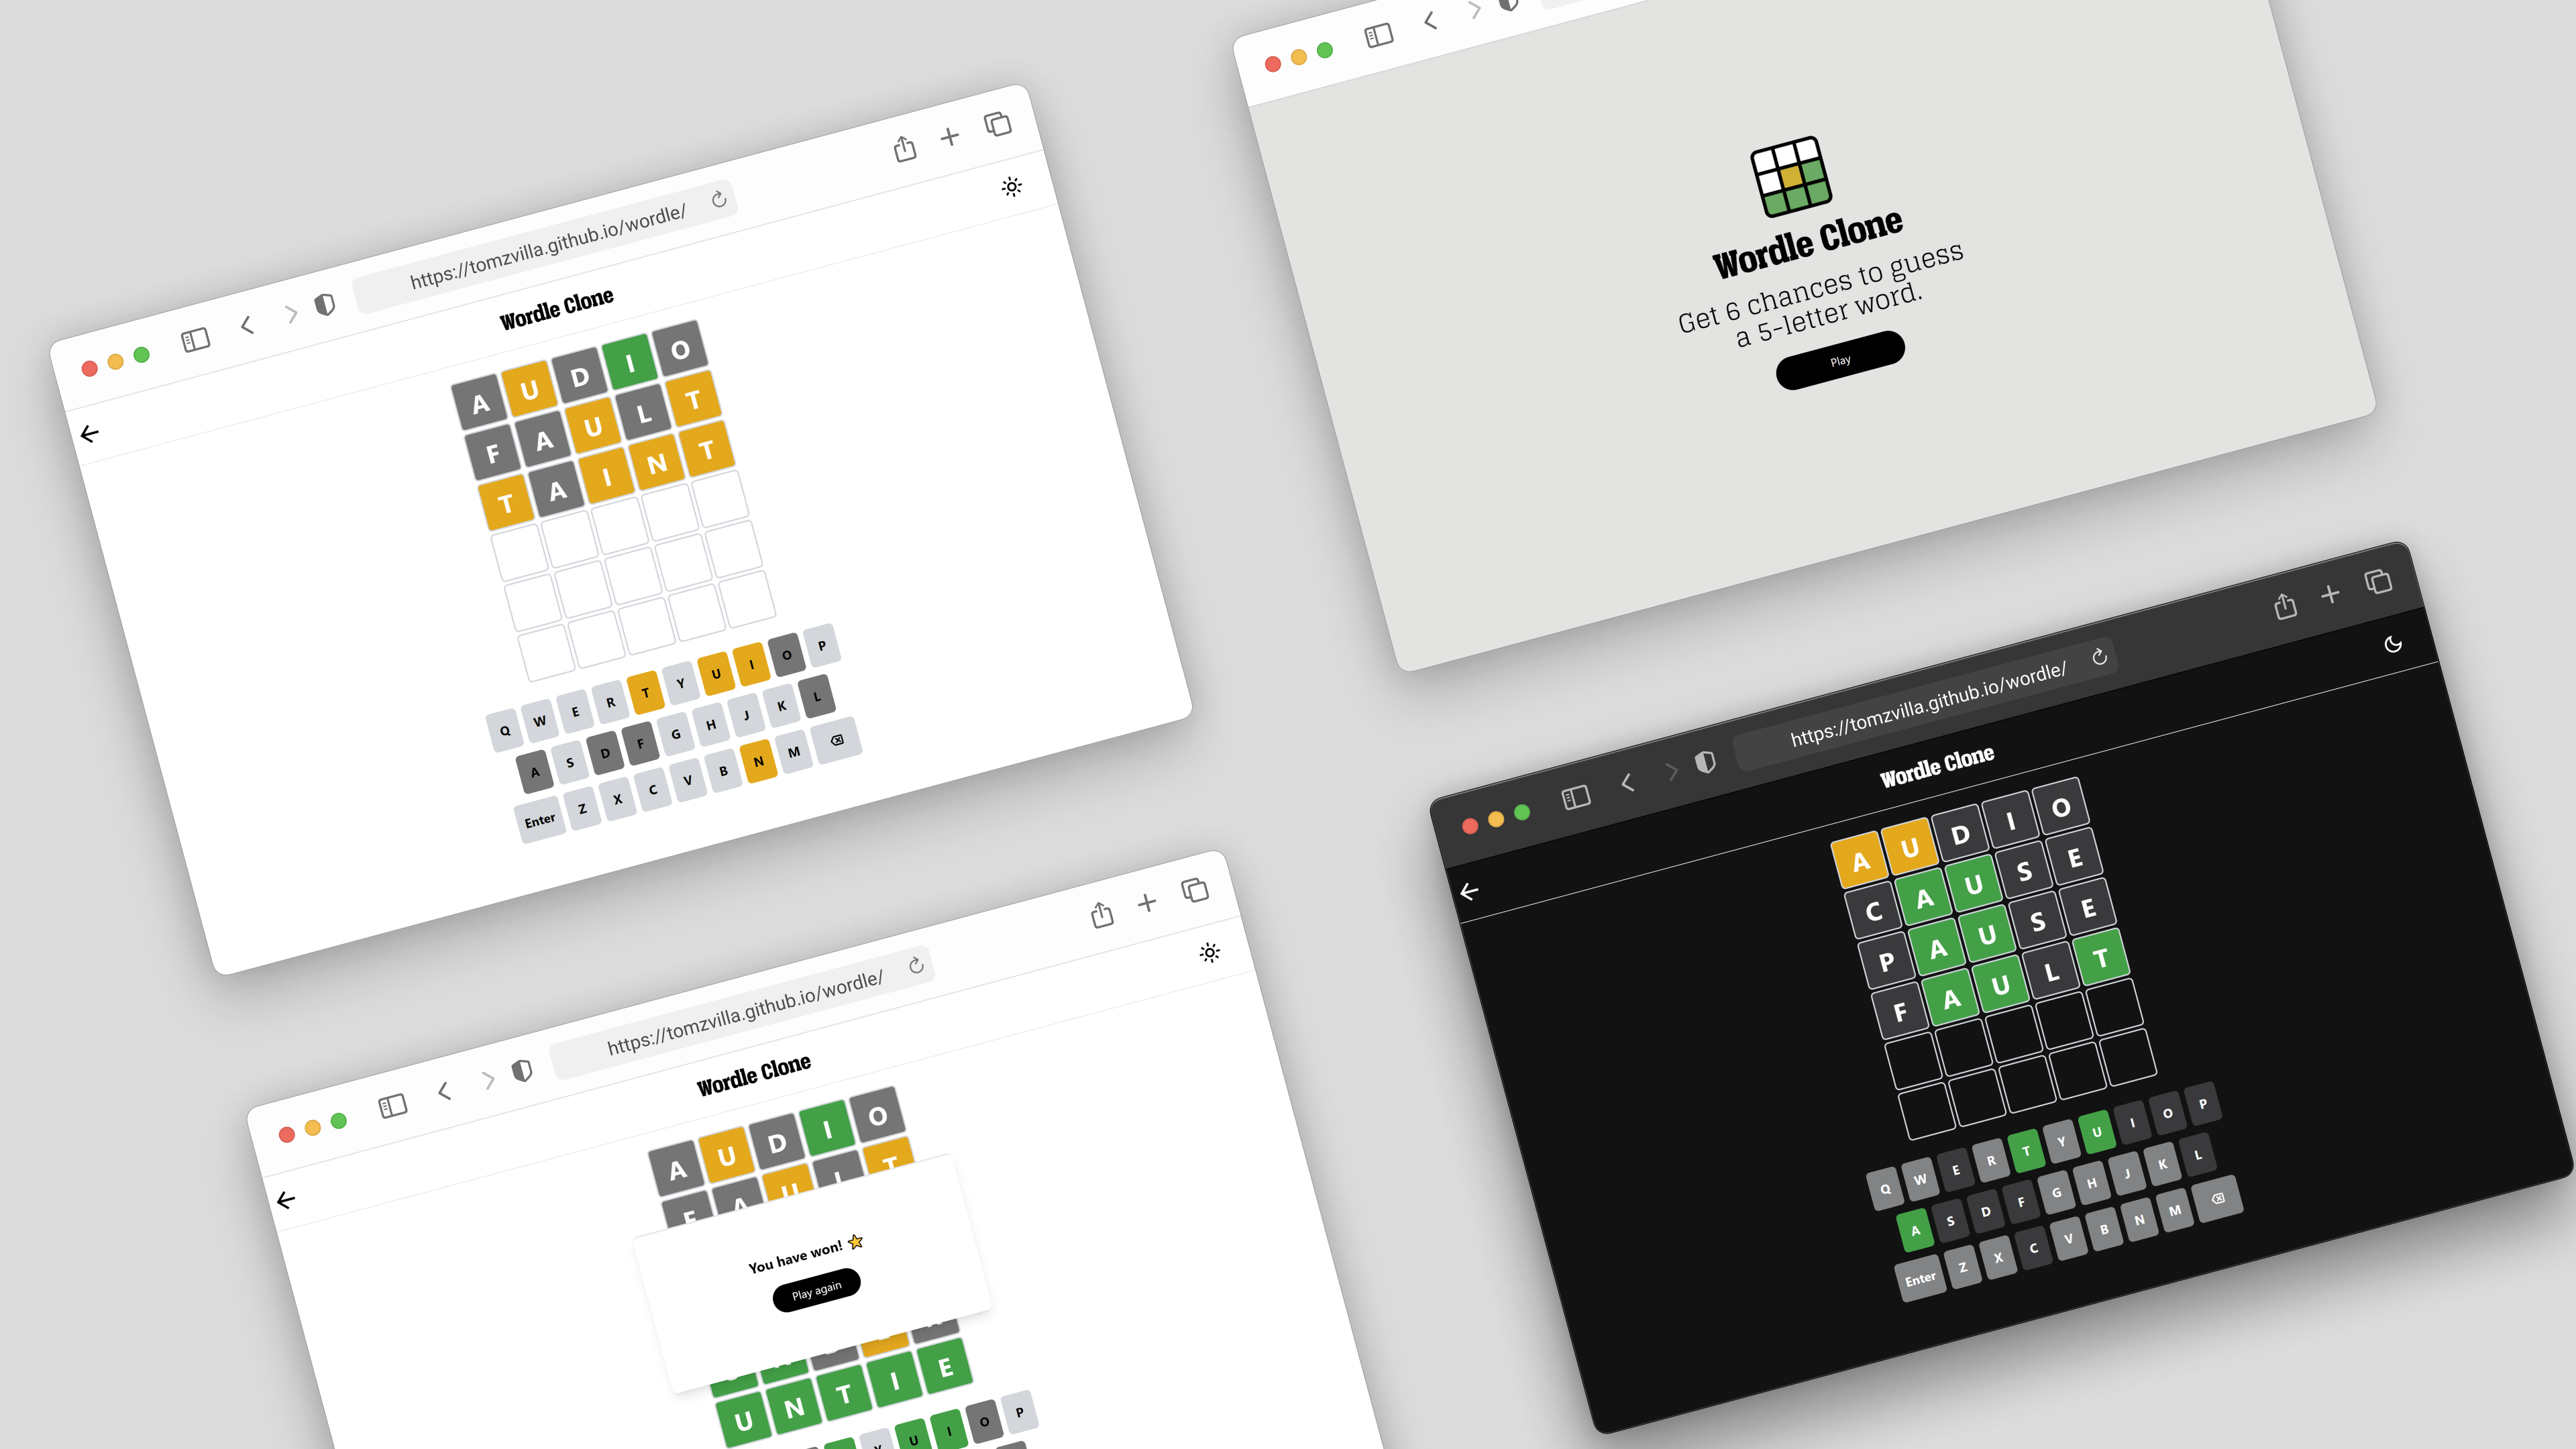 https://tomzvilla.github.io/wordle/
Wordle Clone
A U D I O
F A U L T
T A I N T
Q W E R T Y U I O P
A S D F G H J K L
Enter Z X C V B N M
Wordle Clone
Get 6 chances to guess
a 5-letter word.
Play
https://tomzvilla.github.io/wordle/
Wordle Clone
A U D I O
F A U L T
You have won! ⭐
Play again
U N T I E
Y U I O P
https://tomzvilla.github.io/wordle/
Wordle Clone
A U D I O
C A U S E
P A U S E
F A U L T
Q W E R T Y U I O P
A S D F G H J K L
Enter Z X C V B N M